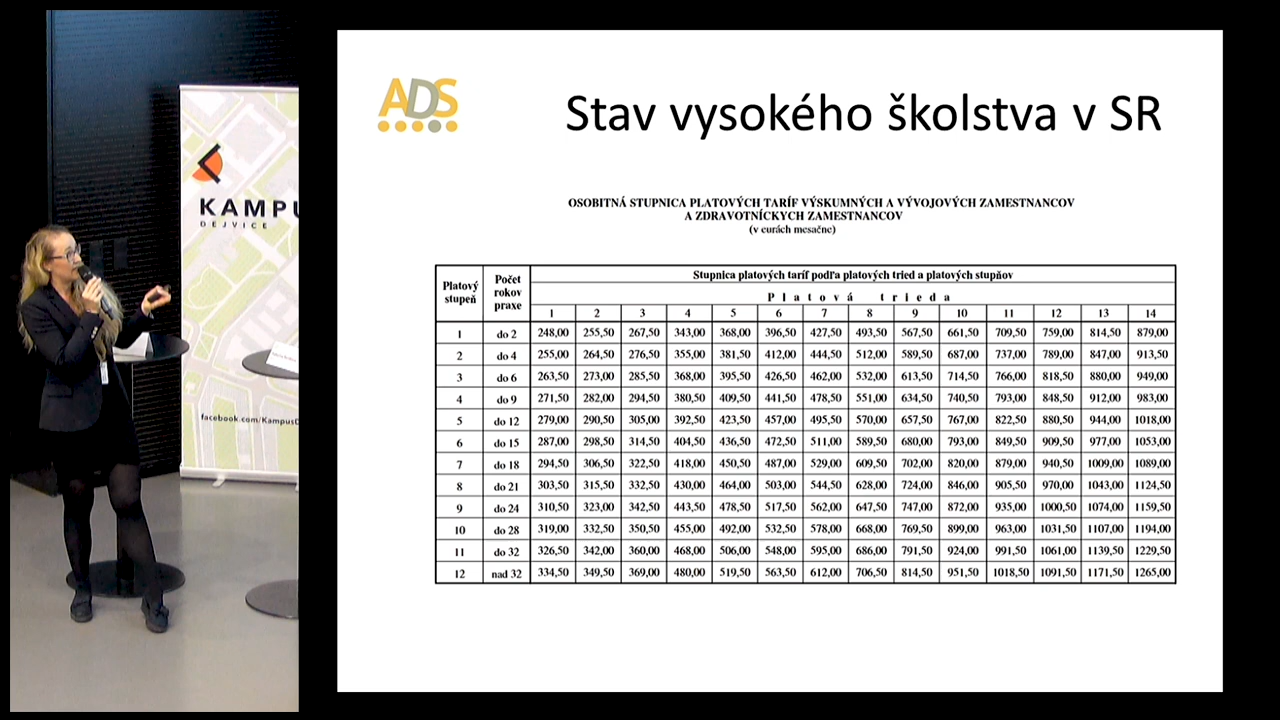 KAMPU
DEJVICE
facebook.com/KampusD
ADS
Stav vysokého školstva v SR
OSOBITNÁ STUPNICA PLATOVÝCH TARÍF VÝSKUMNÝCH A VÝVOJOVÝCH ZAMESTNANCOV
A ZDRAVOTNÍCKYCH ZAMESTNANCOV
(v eurách mesačne)
Platový stupeň Počet rokov praxe Stupnica platových taríf podľa platových tried a platových stupňov
Platová trieda
1 2 3 4 5 6 7 8 9 10 11 12 13 14
1 do 2 248,00 255,50 267,50 343,00 368,00 396,50 427,50 493,50 567,50 661,50 709,50 759,00 814,50 879,00
2 do 4 255,00 264,50 276,50 355,00 381,50 412,00 444,50 512,00 589,50 687,00 737,00 789,00 847,00 913,50
3 do 6 263,50 273,00 285,50 368,00 395,50 426,50 462,00 532,00 613,50 714,50 766,00 818,50 880,00 949,00
4 do 9 271,50 282,00 294,50 380,50 409,50 441,50 478,50 551,00 634,50 740,50 793,00 848,50 912,00 983,00
5 do 12 279,00 290,50 305,00 392,50 423,50 457,00 495,50 570,00 657,50 767,00 822,50 880,50 944,00 1018,00
6 do 15 287,00 298,50 314,50 404,50 436,50 472,50 511,00 589,50 680,00 793,00 849,50 909,50 977,00 1053,00
7 do 18 294,50 306,50 322,50 418,00 450,50 487,00 529,00 609,50 702,00 820,00 879,00 940,50 1009,00 1089,00
8 do 21 303,50 315,50 332,50 430,00 464,00 503,00 544,50 628,00 724,00 846,00 905,50 970,00 1043,00 1124,50
9 do 24 310,50 323,00 342,50 443,50 478,50 517,50 562,00 647,50 747,00 872,00 935,00 1000,50 1074,00 1159,50
10 do 28 319,00 332,50 350,50 455,00 492,00 532,50 578,00 668,00 769,50 899,00 963,00 1031,50 1107,00 1194,00
11 do 32 326,50 342,00 360,00 468,00 506,00 548,00 595,00 686,00 791,50 924,00 991,50 1061,00 1139,50 1229,50
12 nad 32 334,50 349,50 369,00 480,00 519,50 563,50 612,00 706,50 814,50 951,50 1018,50 1091,50 1171,50 1265,00